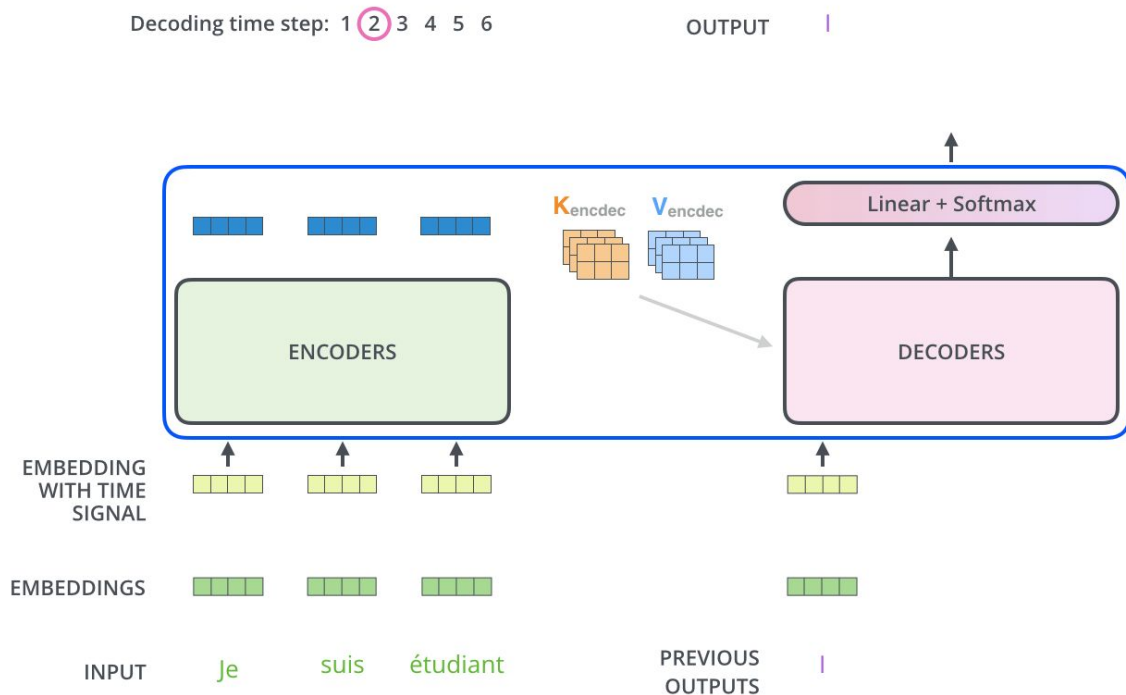 Decoding time step: 1 2 3 4 5 6
OUTPUT I
Kencdec Vencdec
Linear + Softmax
ENCODERS
DECODERS
EMBEDDING
WITH TIME
SIGNAL
EMBEDDINGS
INPUT Je suis étudiant
PREVIOUS
OUTPUTS
I